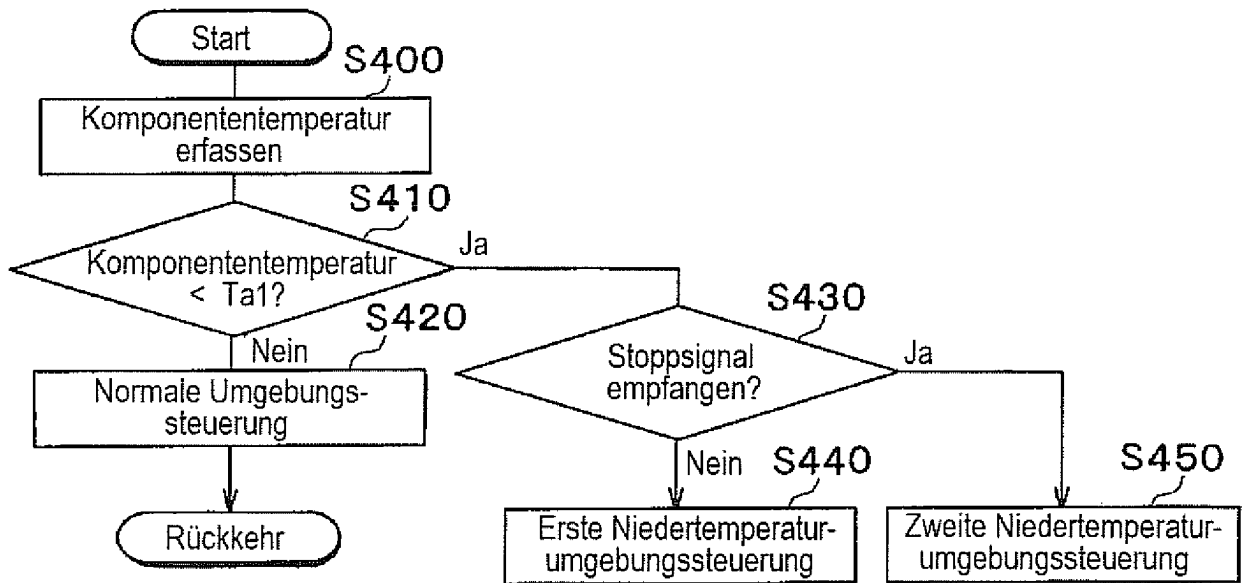 Start
S400
Komponententemperatur
erfassen
S410
Komponententemperatur
< Ta1?
Ja
S420
Nein
Normale Umgebungs-
steuerung
Rückkehr
S430
Stoppsignal
empfangen?
Ja
Nein
S440
Erste Niedertemperatur-
umgebungssteuerung
S450
Zweite Niedertemperatur-
umgebungssteuerung